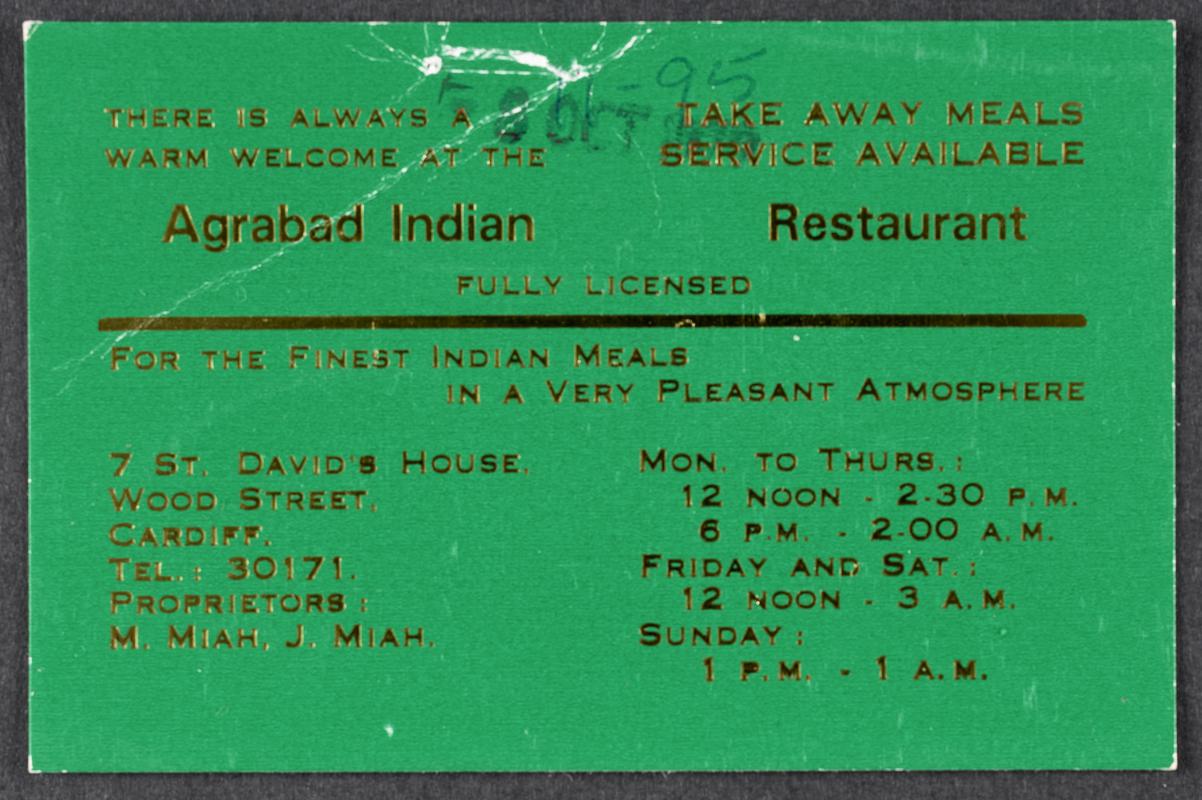 THERE IS ALWAYS A
WARM WELCOME AT THE
TAKE AWAY MEALS
SERVICE AVAILABLE
Agrabad Indian Restaurant
FULLY LICENSED
FOR THE FINEST INDIAN MEALS
IN A VERY PLEASANT ATMOSPHERE
7 ST. DAVID'S HOUSE,
WOOD STREET,
CARDIFF.
TEL.: 30171.
PROPRIETORS:
M. MIAH, J. MIAH.
MON. TO THURS.:
12 NOON - 2-30 P.M.
6 P.M. - 2-00 A.M.
FRIDAY AND SAT.:
12 NOON - 3 A.M.
SUNDAY:
1 P.M. - 1 A.M.